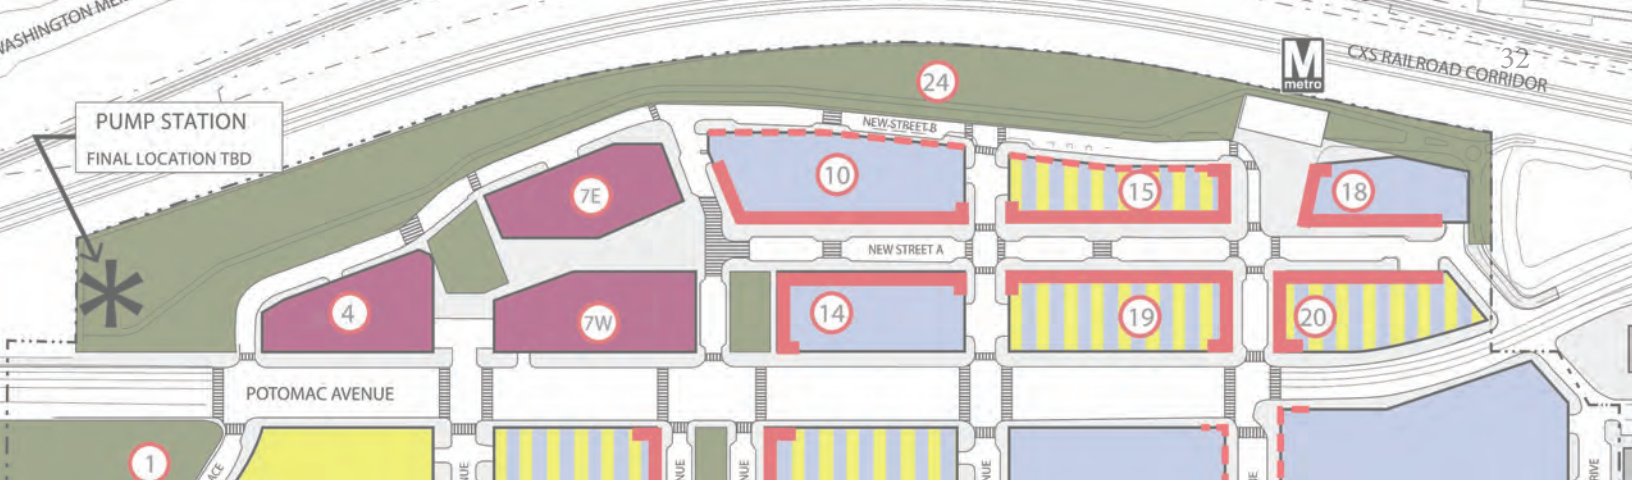 WASHINGTON
M
metro
CXS RAILROAD CORRIDOR
32
24
PUMP STATION
FINAL LOCATION TBD
NEW STREET B
7E
10
15
18
NEW STREET A
4
7W
14
19
20
POTOMAC AVENUE
1